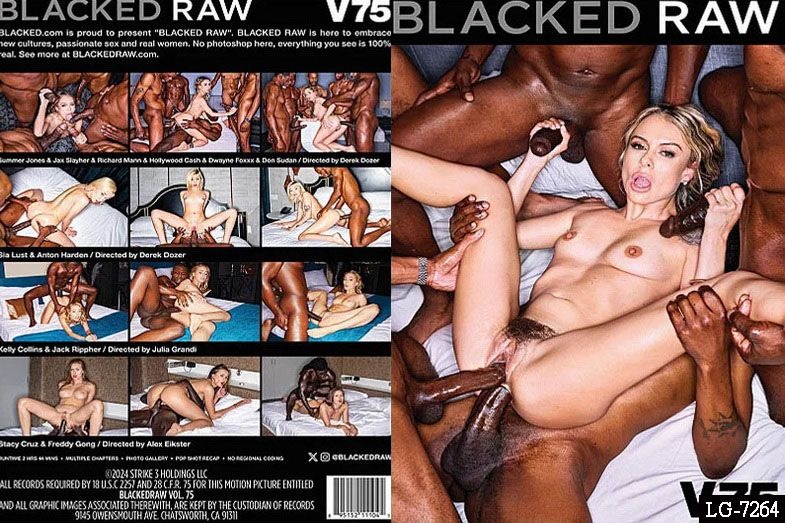 BLACKED RAW V75
BLACKED.com is proud to present "BLACKED RAW". BLACKED RAW is here to embrace
new cultures, passionate sex and real women. No photoshop here, everything you see is 100%
real. See more at BLACKEDRAW.com.
Summer Jones & Jax Slayher & Richard Mann & Hollywood Cash & Dwayne Foxxx & Don Sudan / Directed by Derek Dozer
Sia Lust & Anton Harden / Directed by Derek Dozer
Kelly Collins & Jack Rippher / Directed by Julia Grandi
Stacy Cruz & Freddy Gong / Directed by Alex Eikster
RUNTIME 2 HRS 44 MINS • MULTIPLE CHAPTERS • PHOTO GALLERY • POP SHOT RECAP • NO REGIONAL CODING
X @BLACKEDRAW
©2024 STRIKE 3 HOLDINGS LLC
ALL RECORDS REQUIRED BY 18 U.S.C 2257 AND 28 C.F.R. 75 FOR THIS MOTION PICTURE ENTITLED
BLACKEDRAW VOL. 75
AND ALL GRAPHIC IMAGES ASSOCIATED THEREWITH, ARE KEPT BY THE CUSTODIAN OF RECORDS
9145 OWENSMOUTH AVE, CHATSWORTH, CA 91311
BLACKED RAW
V75
LG-7264